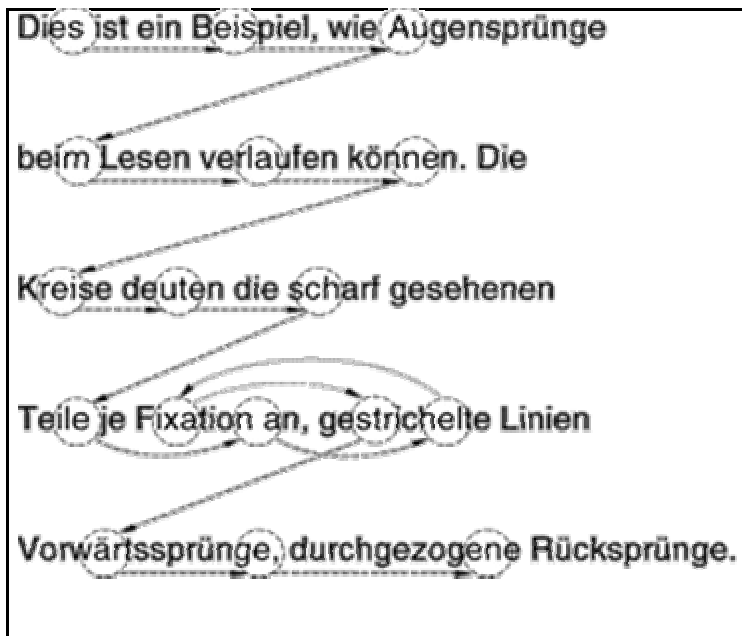 Dies ist ein Beispiel, wie Augensprünge
beim Lesen verlaufen können. Die
Kreise deuten die scharf gesehenen
Teile je Fixation an, gestrichelte Linien
Vorwärtssprünge, durchgezogene Rücksprünge.